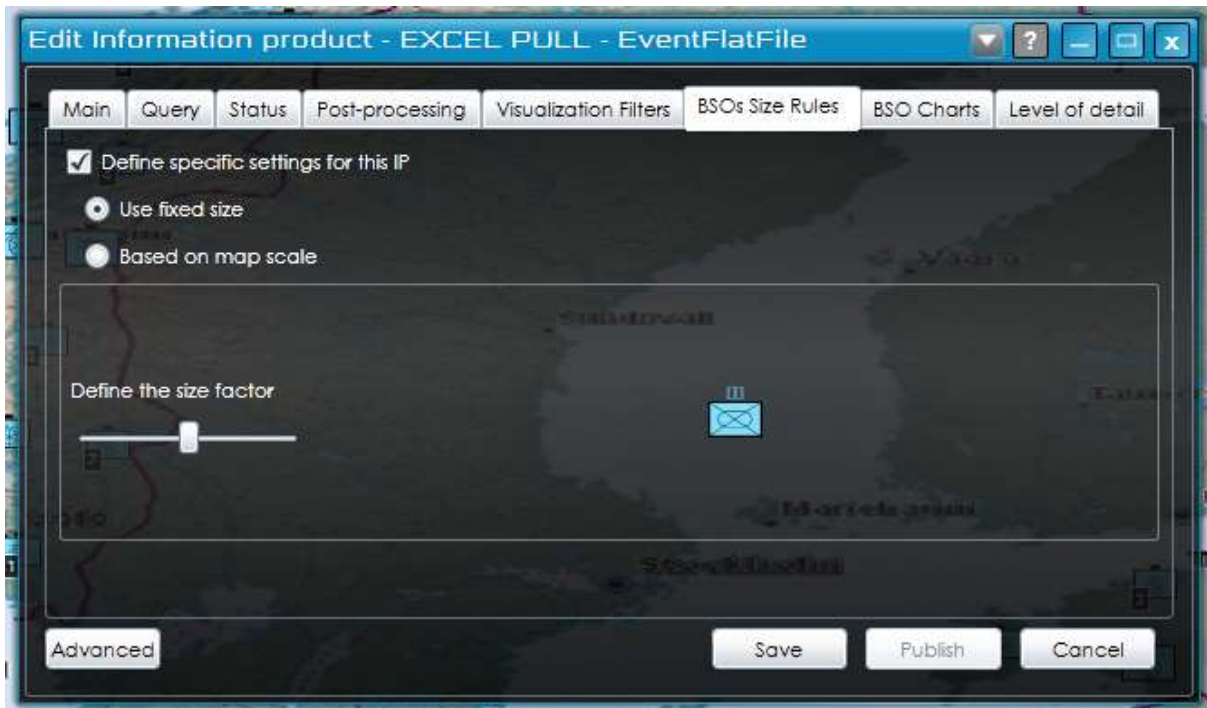 Edit Information product - EXCEL PULL - EventFlatFile
?
x
Main Query Status Post-processing Visualization Filters BSOs Size Rules BSO Charts Level of detail
Define specific settings for this IP
Use fixed size
Based on map scale
Define the size factor
Advanced Save Publish Cancel